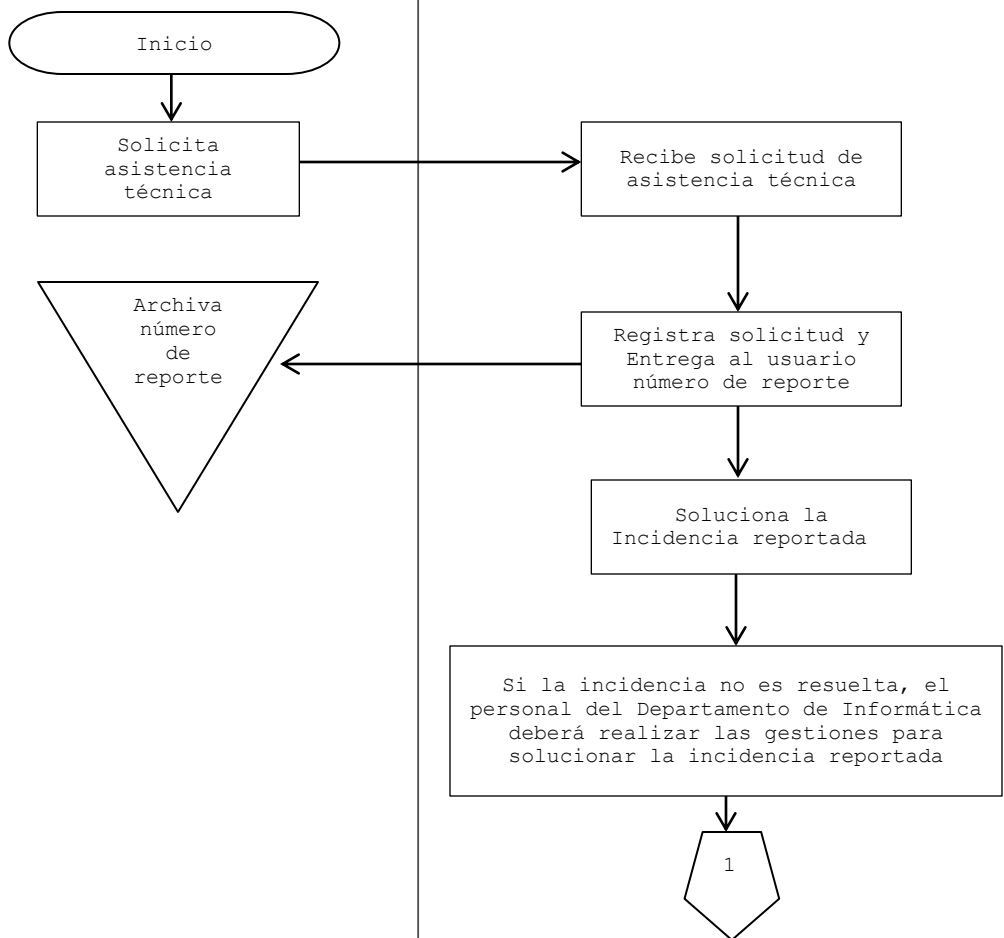 Inicio
Solicita
asistencia
técnica
Recibe solicitud de
asistencia técnica
Archiva
número
de
reporte
Registra solicitud y
Entrega al usuario
número de reporte
Soluciona la
Incidencia reportada
Si la incidencia no es resuelta, el
personal del Departamento de Informática
deberá realizar las gestiones para
solucionar la incidencia reportada
1